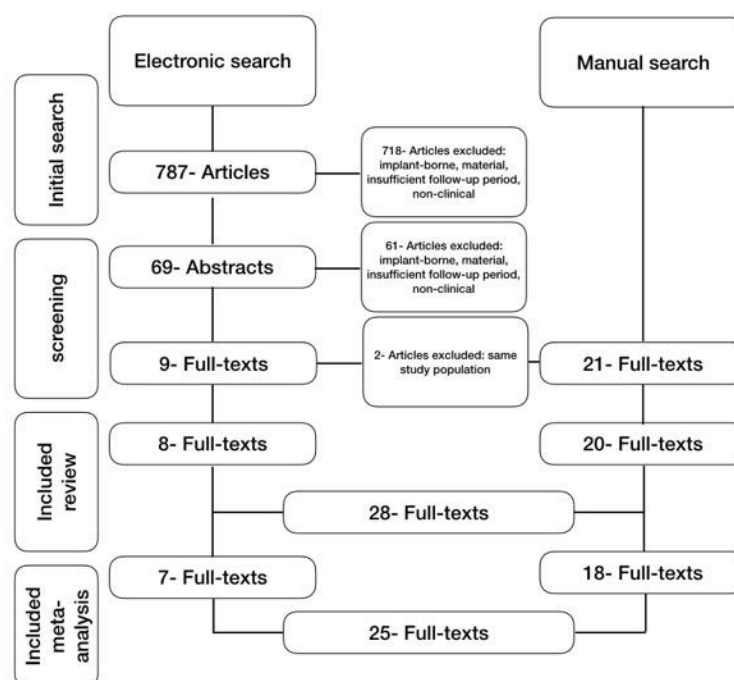 Electronic search
Manual search
Initial search
787- Articles
718- Articles excluded:
implant-borne, material,
insufficient follow-up period,
non-clinical
screening
69- Abstracts
61- Articles excluded:
implant-borne, material,
insufficient follow-up period,
non-clinical
9- Full-texts
2- Articles excluded: same
study population
21- Full-texts
Included
review
8- Full-texts
20- Full-texts
28- Full-texts
7- Full-texts
18- Full-texts
Included
meta-
analysis
25- Full-texts